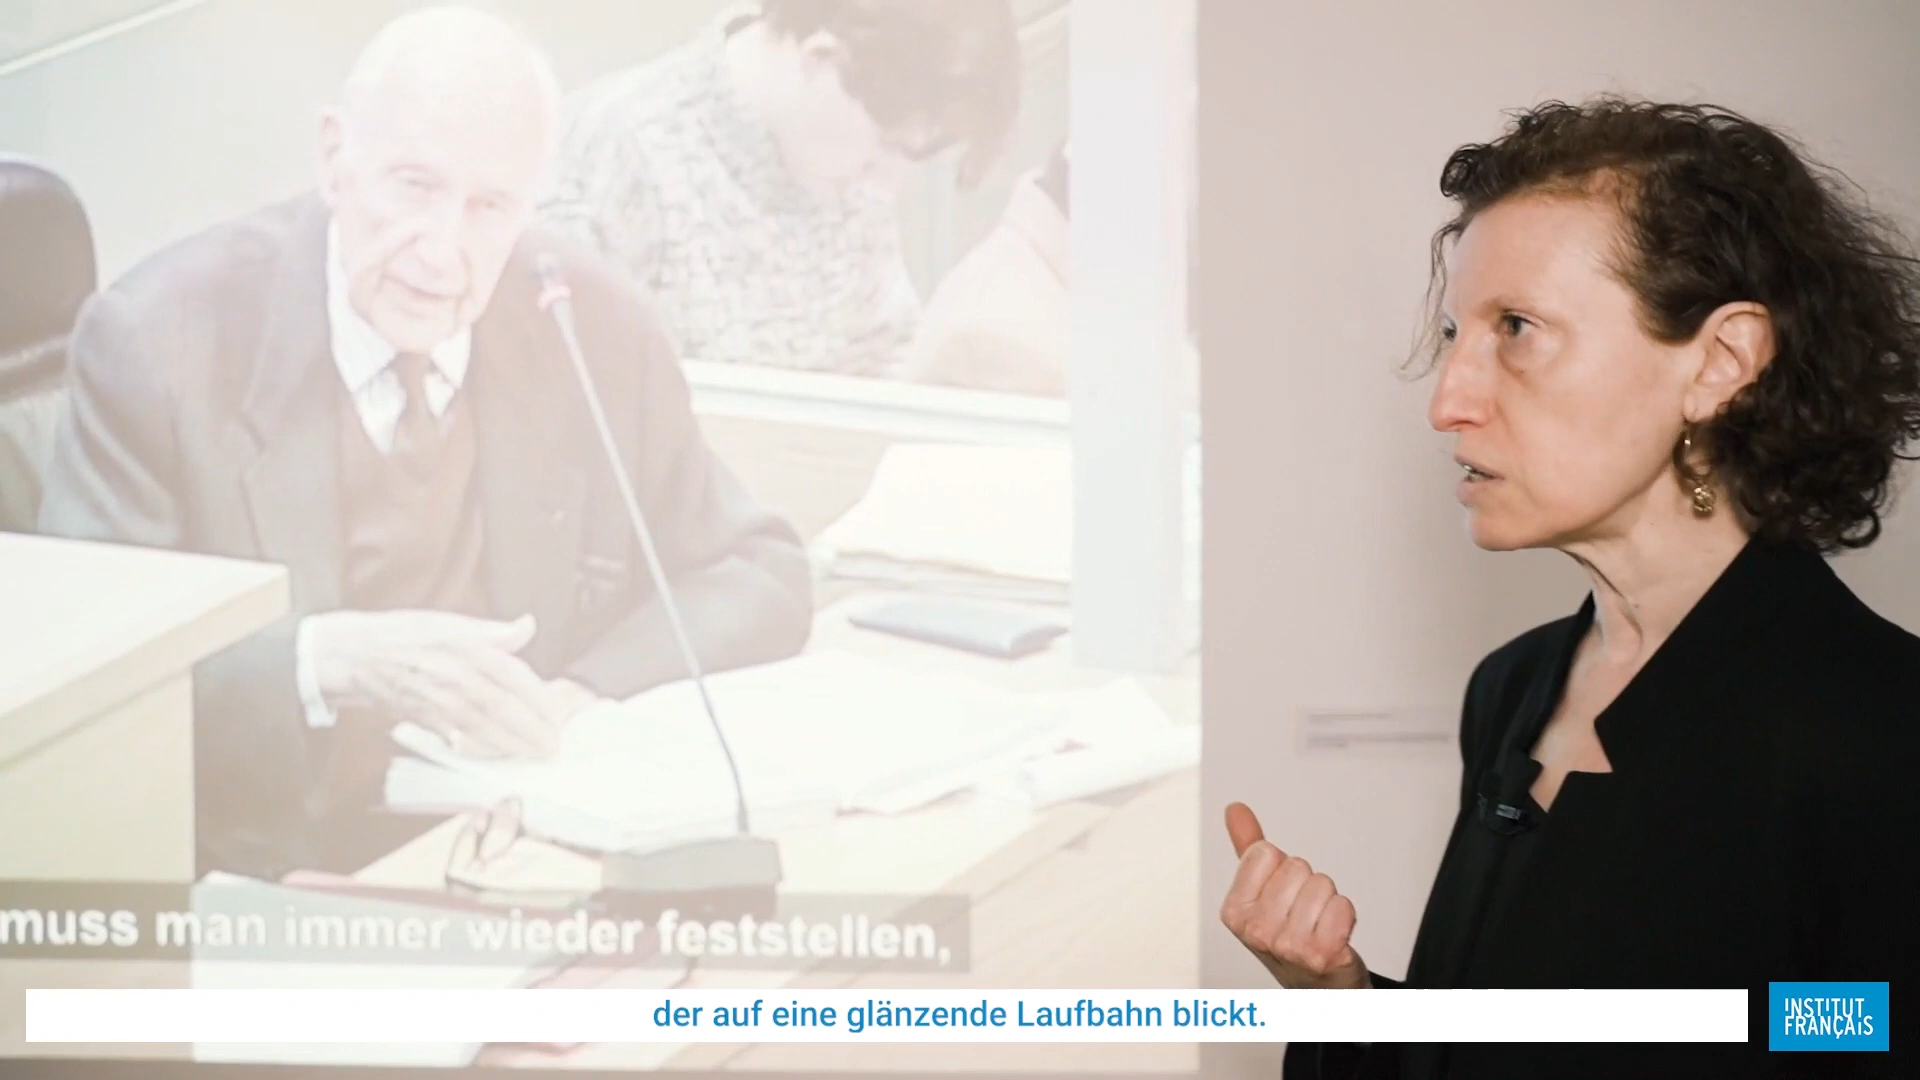 muss man immer wieder feststellen,
der auf eine glänzende Laufbahn blickt.
INSTITUT
FRANÇAIS